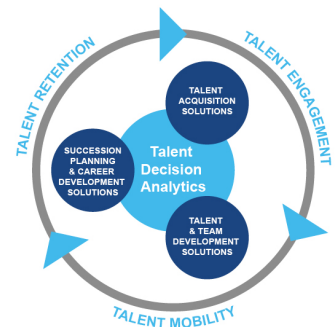 TALENT RETENTION
TALENT ENGAGEMENT
TALENT
ACQUISITION
SOLUTIONS
SUCCESSION
PLANNING
& CAREER
DEVELOPMENT
SOLUTIONS
Talent
Decision
Analytics
TALENT
& TEAM
DEVELOPMENT
SOLUTIONS
TALENT MOBILITY